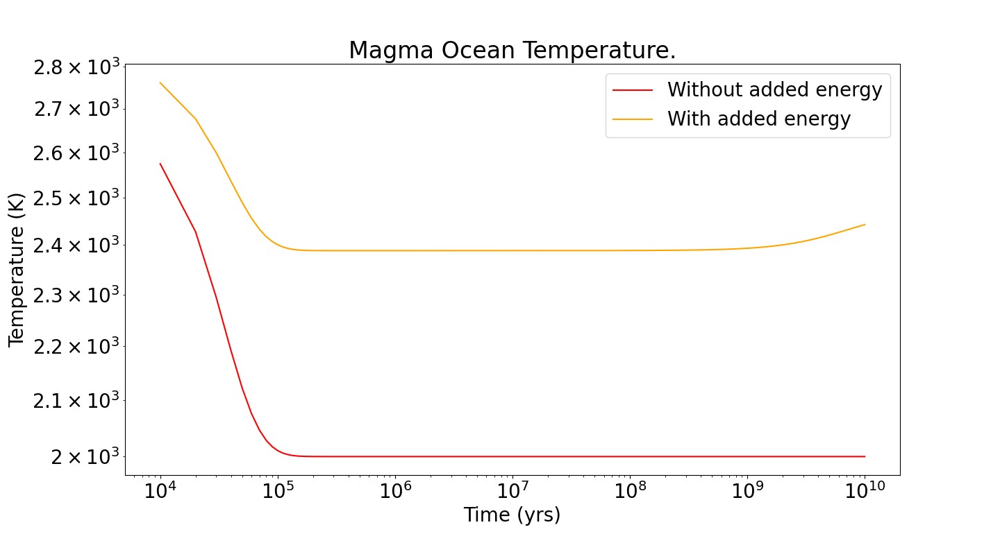 Magma Ocean Temperature.
Without added energy
With added energy
Temperature (K)
2.8 × 10³
2.7 × 10³
2.6 × 10³
2.5 × 10³
2.4 × 10³
2.3 × 10³
2.2 × 10³
2.1 × 10³
2 × 10³
10⁴ 10⁵ 10⁶ 10⁷ 10⁸ 10⁹ 10¹⁰
Time (yrs)